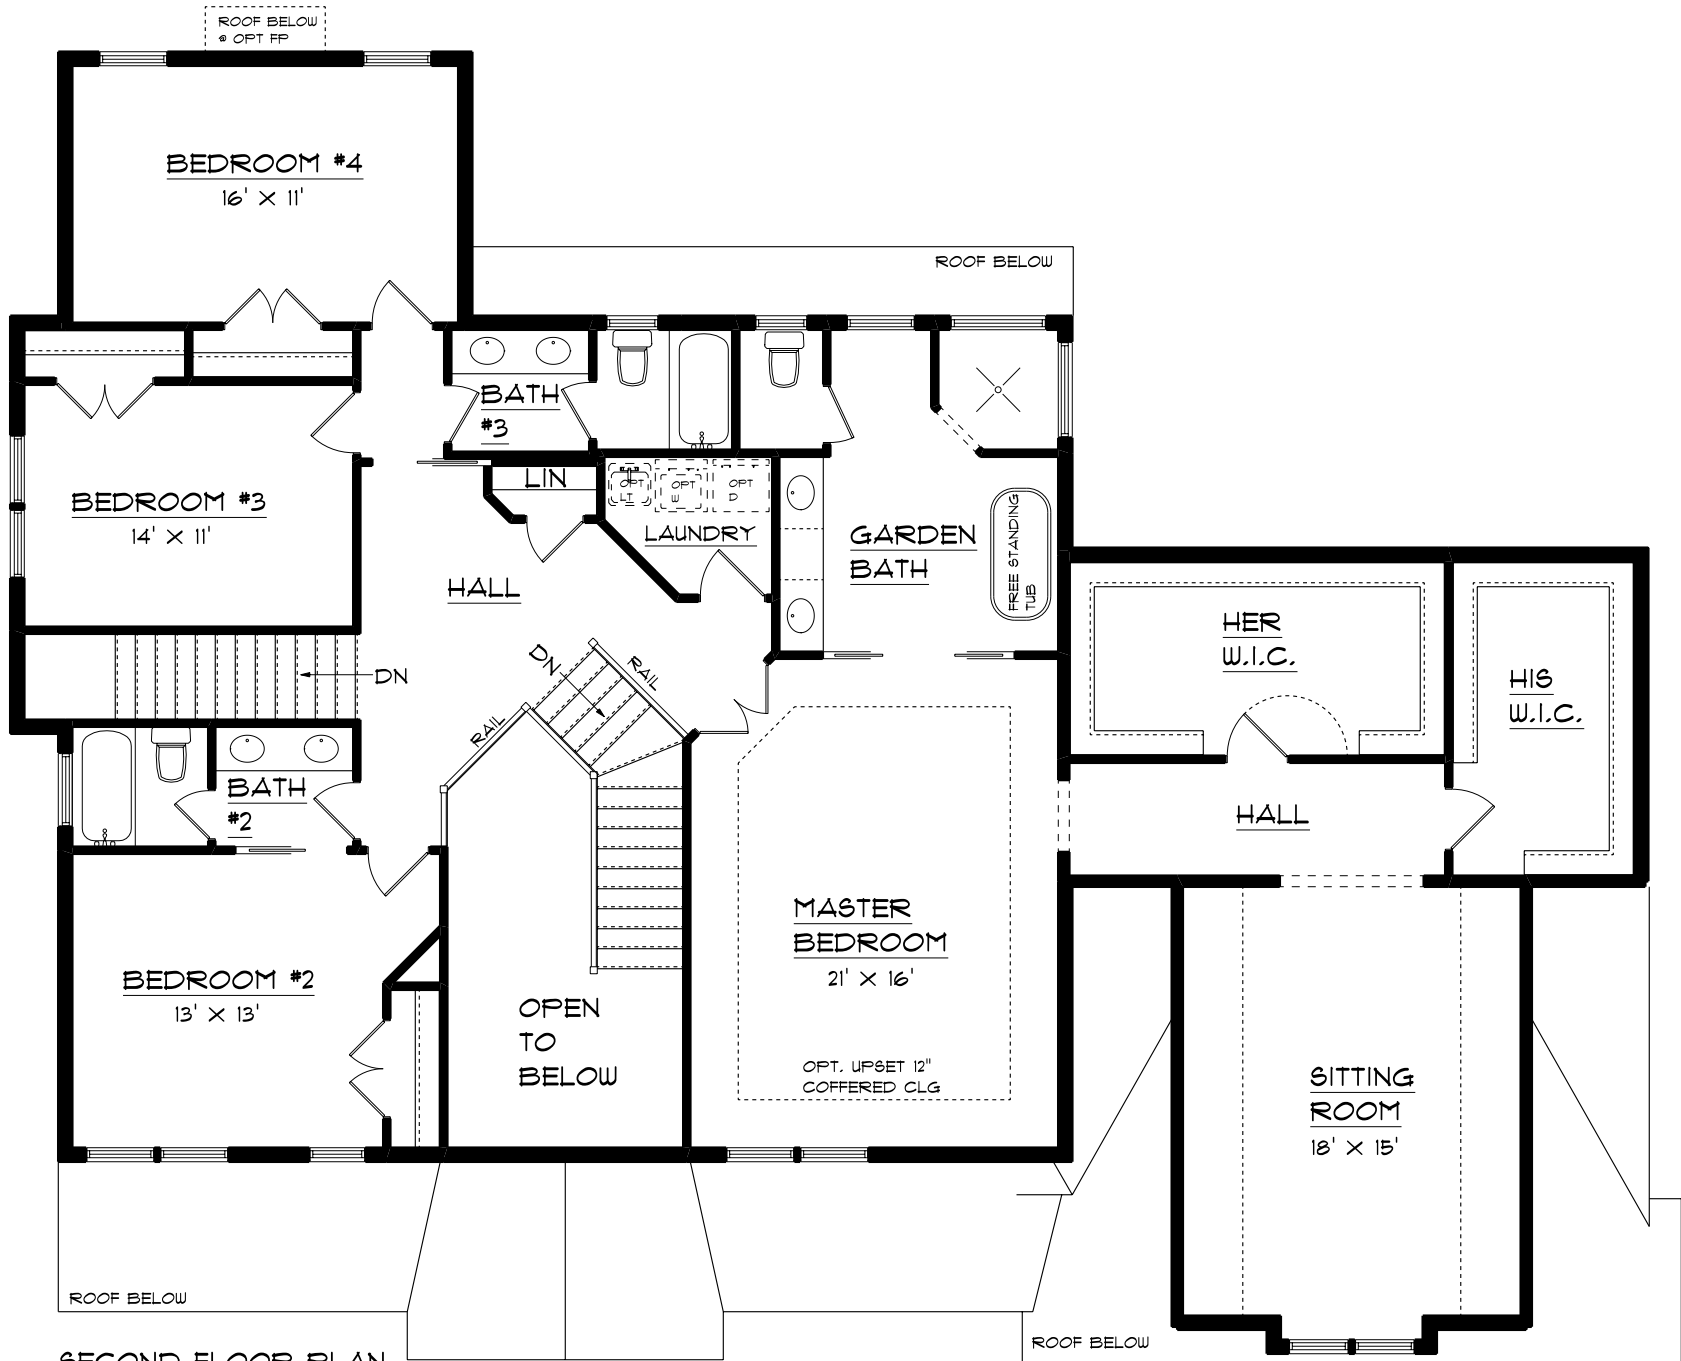 ROOF BELOW
@ OPT FP
BEDROOM #4
16' X 11'
ROOF BELOW
BATH
#3
LIN
OPT
LT
OPT
W
OPT
D
LAUNDRY
BEDROOM #3
14' X 11'
HALL
GARDEN
BATH
FREE STANDING
TUB
HER
W.I.C.
HIS
W.I.C.
DN
DN
RAIL
RAIL
BATH
#2
HALL
MASTER
BEDROOM
21' X 16'
BEDROOM #2
13' X 13'
OPEN
TO
BELOW
OPT. UPSET 12"
COFFERED CLG
SITTING
ROOM
18' X 15'
ROOF BELOW
ROOF BELOW
SECOND FLOOR PLAN